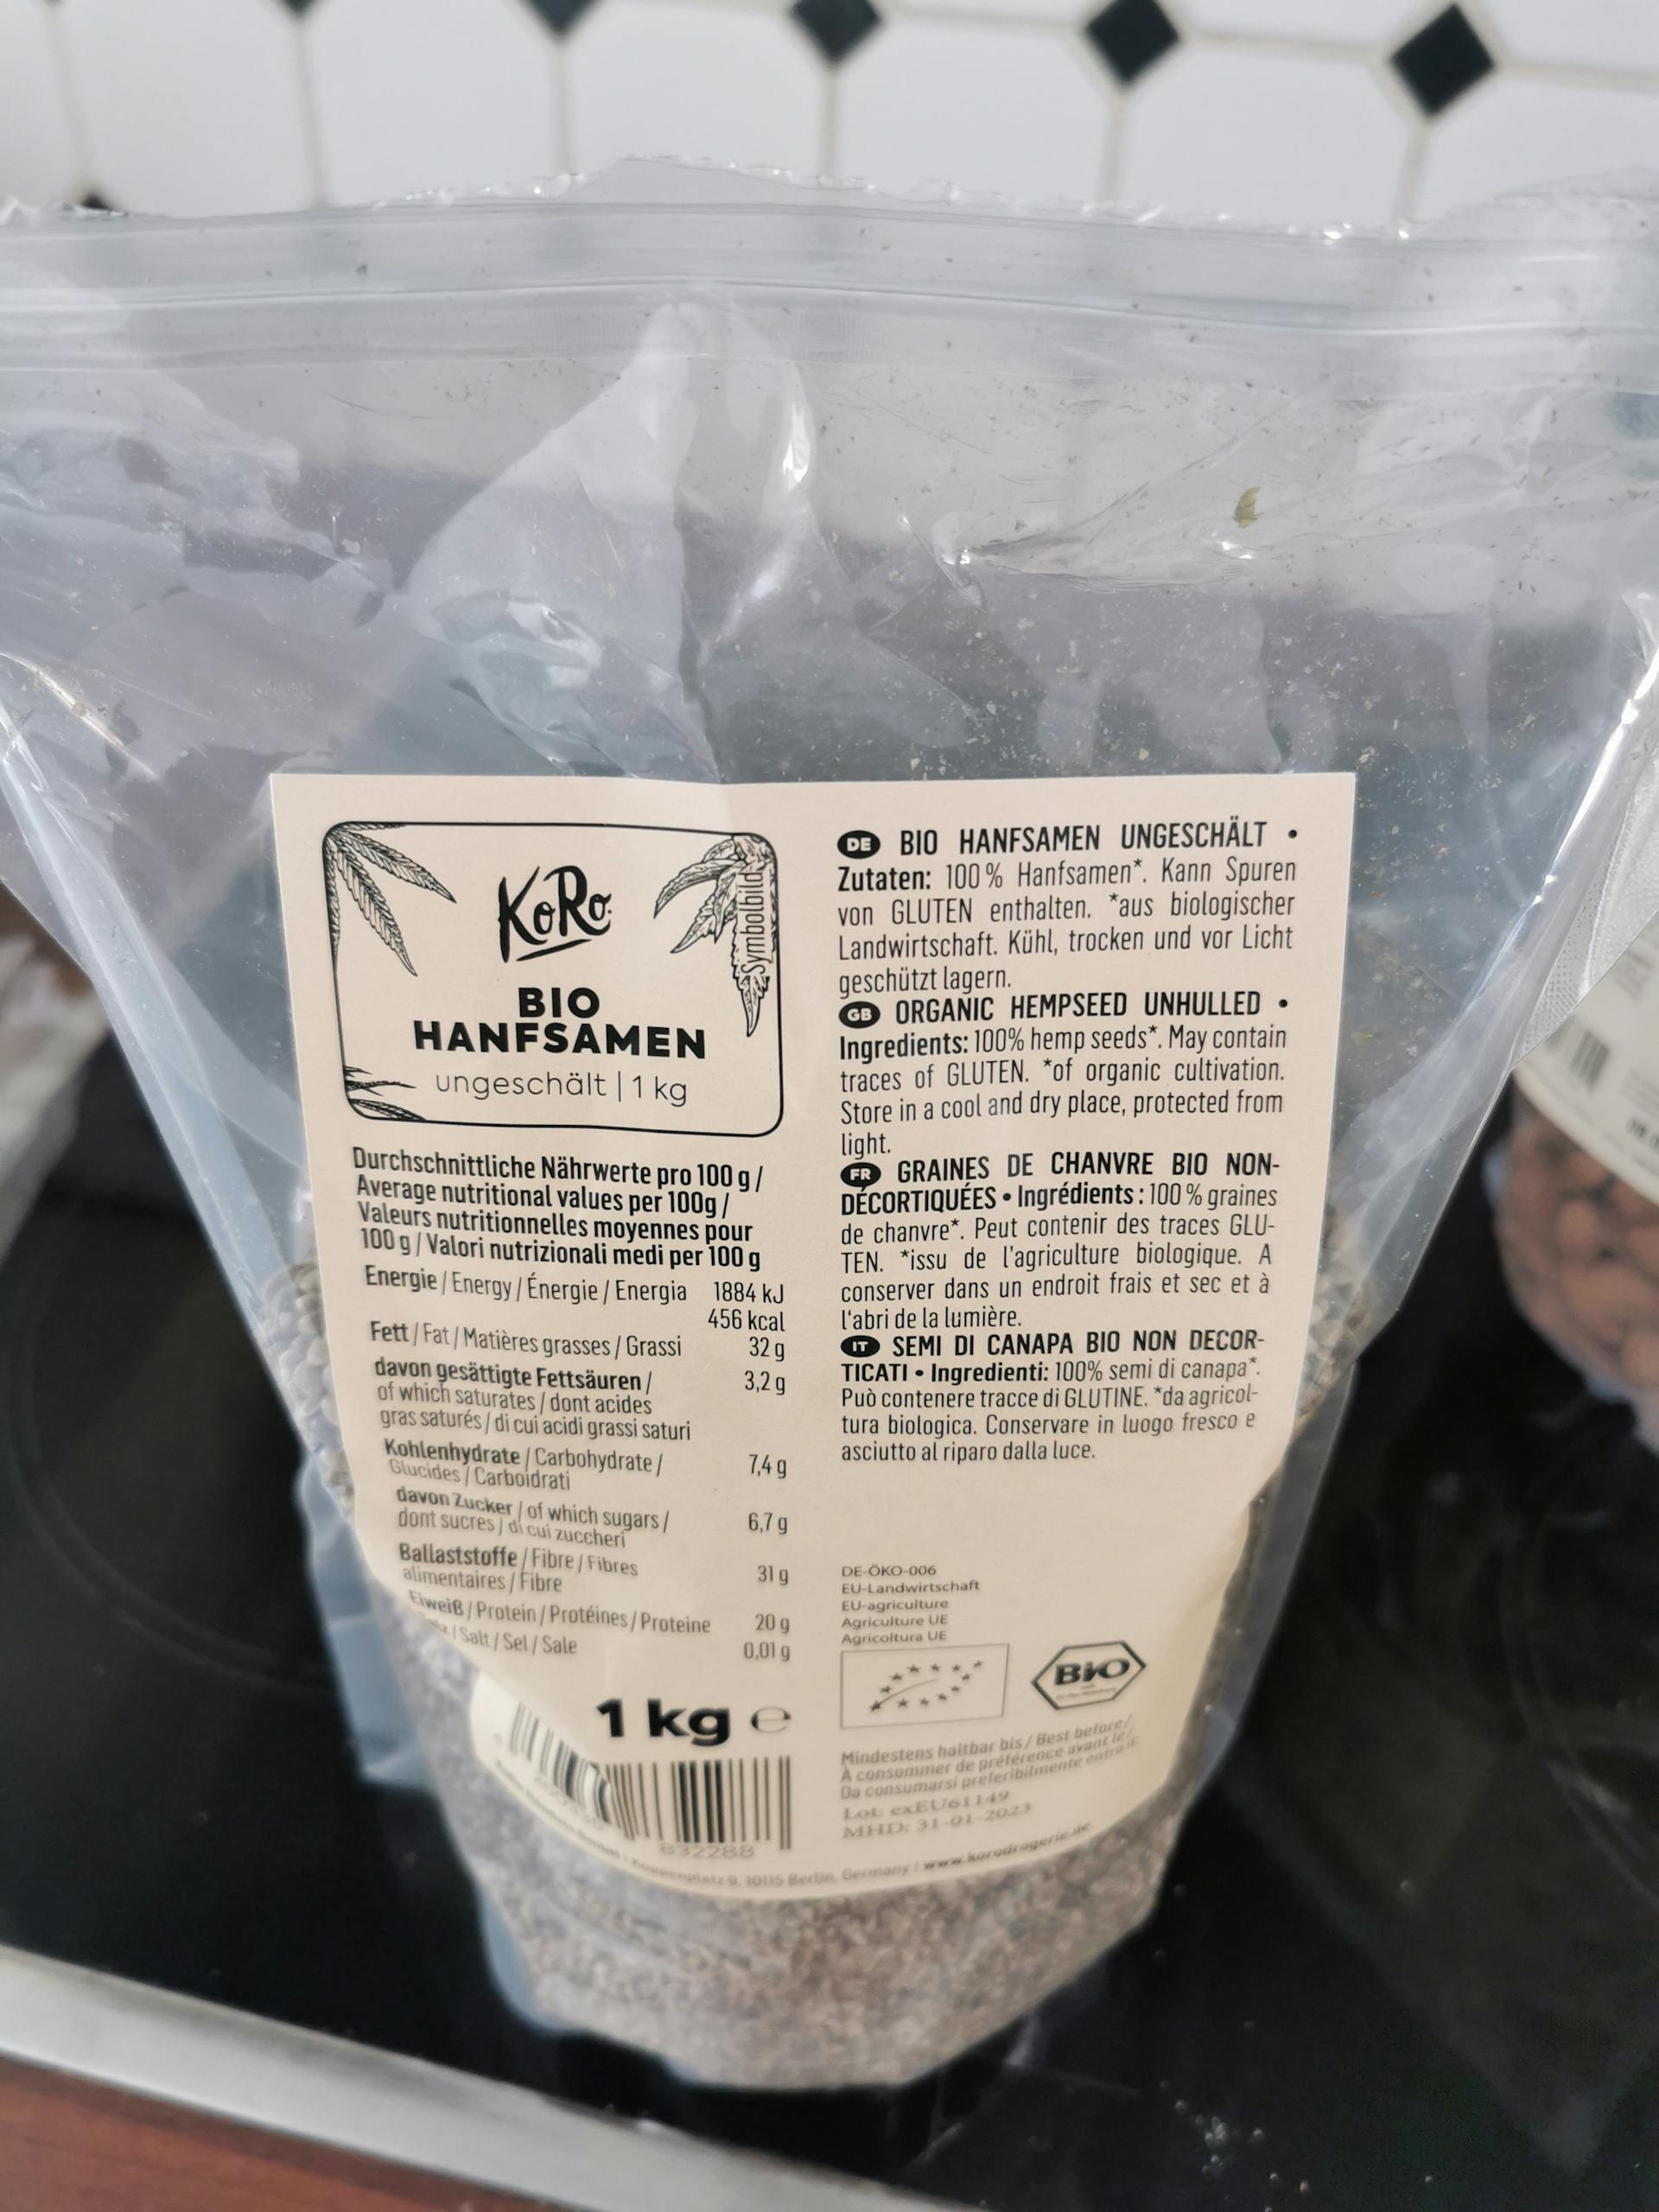 KoRo
Symbolbild
BIO
HANFSAMEN
ungeschält | 1 kg
Durchschnittliche Nährwerte pro 100 g /
Average nutritional values per 100g /
Valeurs nutritionnelles moyennes pour
100 g / Valori nutrizionali medi per 100 g
Energie / Energy / Énergie / Energia 1884 kJ
456 kcal
Fett / Fat / Matières grasses / Grassi 32 g
davon gesättigte Fettsäuren / 3,2 g
of which saturates / dont acides
gras saturés / di cui acidi grassi saturi
Kohlenhydrate / Carbohydrate / 7,4 g
Glucides / Carboidrati
davon Zucker / of which sugars / 6,7 g
dont sucres / di cui zuccheri
Ballaststoffe / Fibre / Fibres 31 g
alimentaires / Fibre
Eiweiß / Protein / Protéines / Proteine 20 g
/ Salt / Sel / Sale 0,01 g
1 kg ℮
832288
DE BIO HANFSAMEN UNGESCHÄLT •
Zutaten: 100 % Hanfsamen*. Kann Spuren
von GLUTEN enthalten. *aus biologischer
Landwirtschaft. Kühl, trocken und vor Licht
geschützt lagern.
GB ORGANIC HEMPSEED UNHULLED •
Ingredients: 100% hemp seeds*. May contain
traces of GLUTEN. *of organic cultivation.
Store in a cool and dry place, protected from
light.
FR GRAINES DE CHANVRE BIO NON-
DÉCORTIQUÉES • Ingrédients : 100 % graines
de chanvre*. Peut contenir des traces GLU-
TEN. *issu de l'agriculture biologique. A
conserver dans un endroit frais et sec et à
l'abri de la lumière.
IT SEMI DI CANAPA BIO NON DECOR-
TICATI • Ingredienti: 100% semi di canapa*.
Può contenere tracce di GLUTINE. *da agricol-
tura biologica. Conservare in luogo fresco e
asciutto al riparo dalla luce.
DE-ÖKO-006
EU-Landwirtschaft
EU-agriculture
Agriculture UE
Agricoltura UE
BIO
Mindestens haltbar bis / Best before /
À consommer de préférence avant le /
Da consumarsi preferibilmente entro il:
Lot: exEU61149
MHD: 31-01-2023
Koppenplatz 9, 10115 Berlin, Germany | www.korodrogerie.de